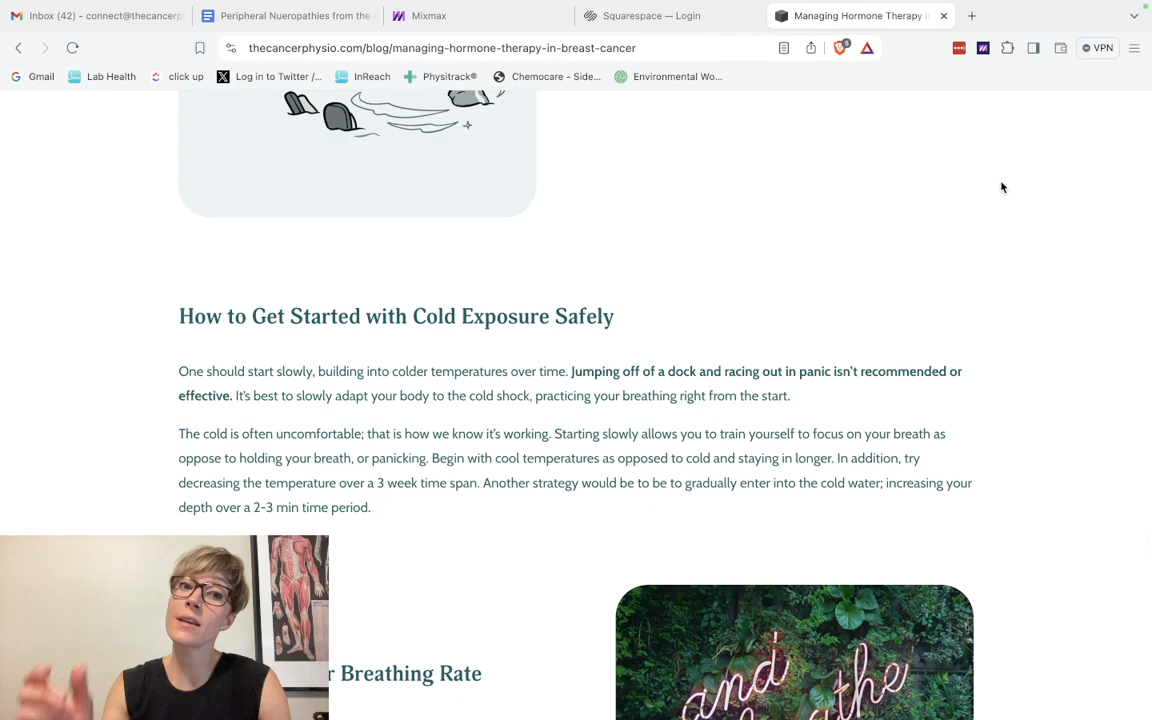 Inbox (42) - connect@thecancerp
Peripheral Nueropathies from the
Mixmax
Squarespace — Login
Managing Hormone Therapy in
thecancerphysio.com/blog/managing-hormone-therapy-in-breast-cancer
5
VPN
Gmail
Lab Health
click up
Log in to Twitter /...
InReach
Physitrack®
Chemocare - Side...
Environmental Wo...
How to Get Started with Cold Exposure Safely
One should start slowly, building into colder temperatures over time. Jumping off of a dock and racing out in panic isn't recommended or
effective. It's best to slowly adapt your body to the cold shock, practicing your breathing right from the start.
The cold is often uncomfortable; that is how we know it's working. Starting slowly allows you to train yourself to focus on your breath as
oppose to holding your breath, or panicking. Begin with cool temperatures as opposed to cold and staying in longer. In addition, try
decreasing the temperature over a 3 week time span. Another strategy would be to be to gradually enter into the cold water; increasing your
depth over a 2-3 min time period.
r Breathing Rate
and
breathe